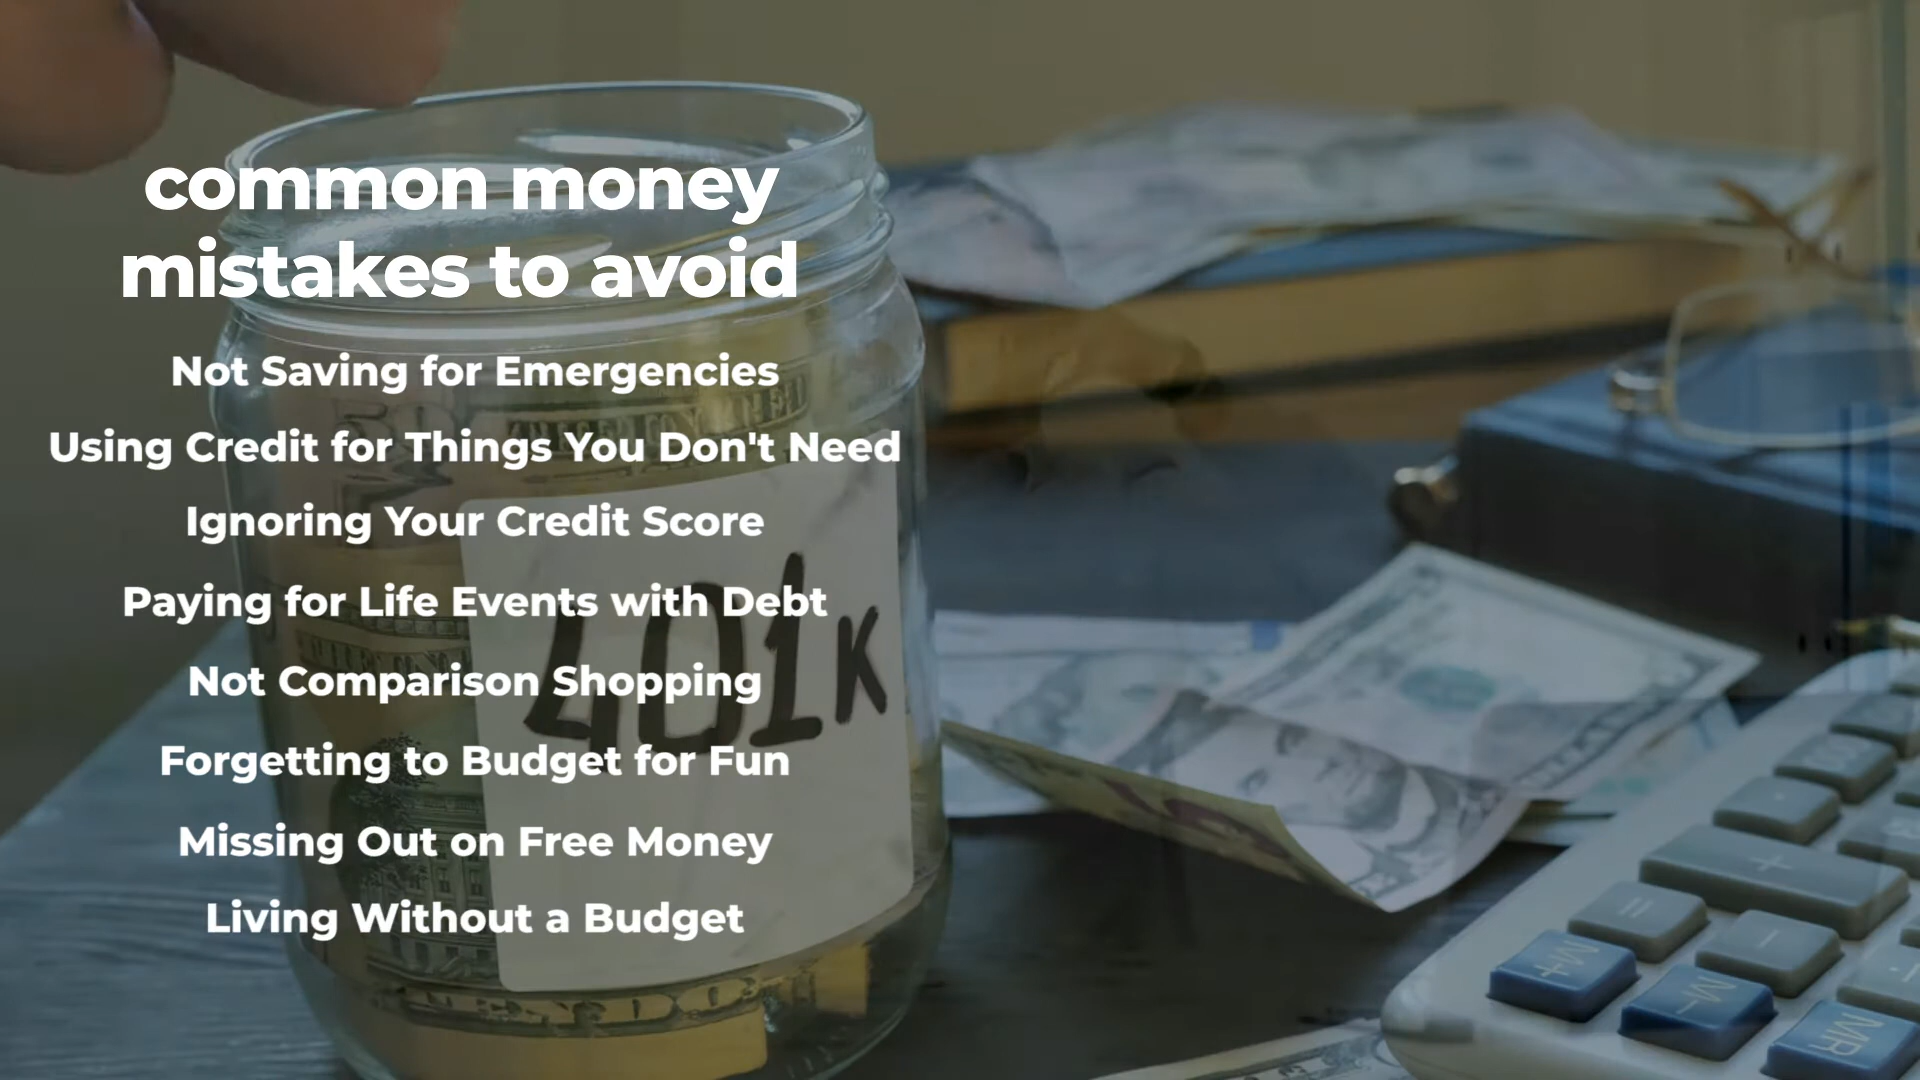 common money
mistakes to avoid
Not Saving for Emergencies
Using Credit for Things You Don't Need
Ignoring Your Credit Score
Paying for Life Events with Debt
Not Comparison Shopping
Forgetting to Budget for Fun
Missing Out on Free Money
Living Without a Budget
401K
+
=
-
M+
M-
MR